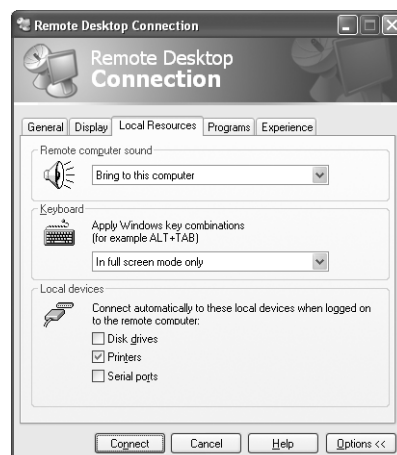 Remote Desktop Connection
Remote Desktop
Connection
General Display Local Resources Programs Experience
Remote computer sound
Bring to this computer
Keyboard
Apply Windows key combinations
(for example ALT+TAB)
In full screen mode only
Local devices
Connect automatically to these local devices when logged on
to the remote computer:
Disk drives
Printers
Serial ports
Connect Cancel Help Options <<